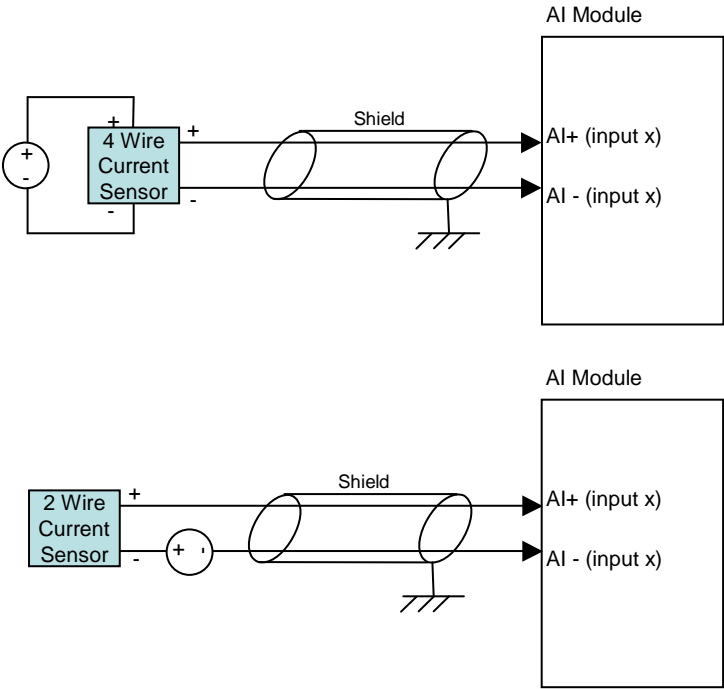 AI Module
+
4 Wire
Current
Sensor
-
+
-
+
-
Shield
AI+ (input x)
AI - (input x)
AI Module
2 Wire
Current
Sensor
+
-
+ -
Shield
AI+ (input x)
AI - (input x)